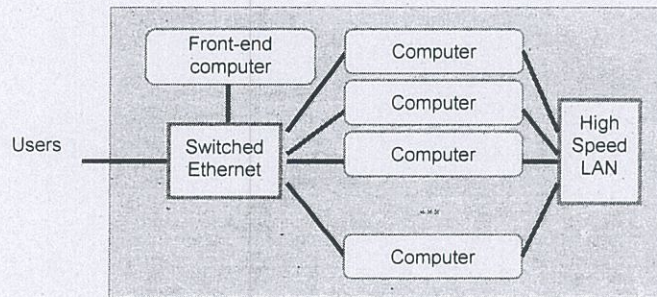 Front-end
computer
Computer
Computer
Users
Switched
Ethernet
Computer
High
Speed
LAN
...
Computer